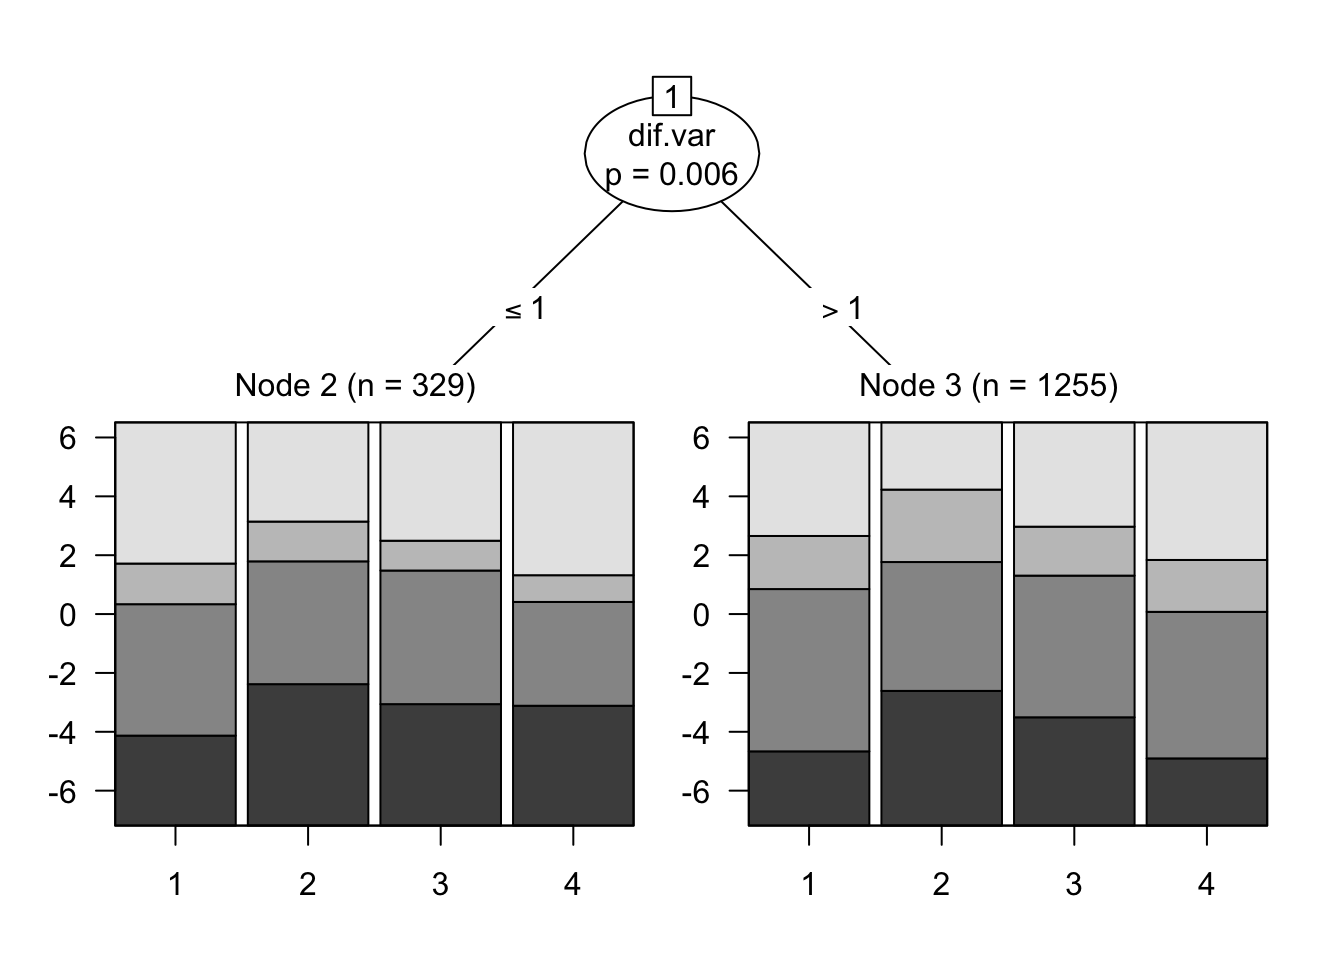 1
dif.var
p = 0.006
≤ 1
> 1
Node 2 (n = 329)
Node 3 (n = 1255)
6
4
2
0
-2
-4
-6
1 2 3 4
6
4
2
0
-2
-4
-6
1 2 3 4